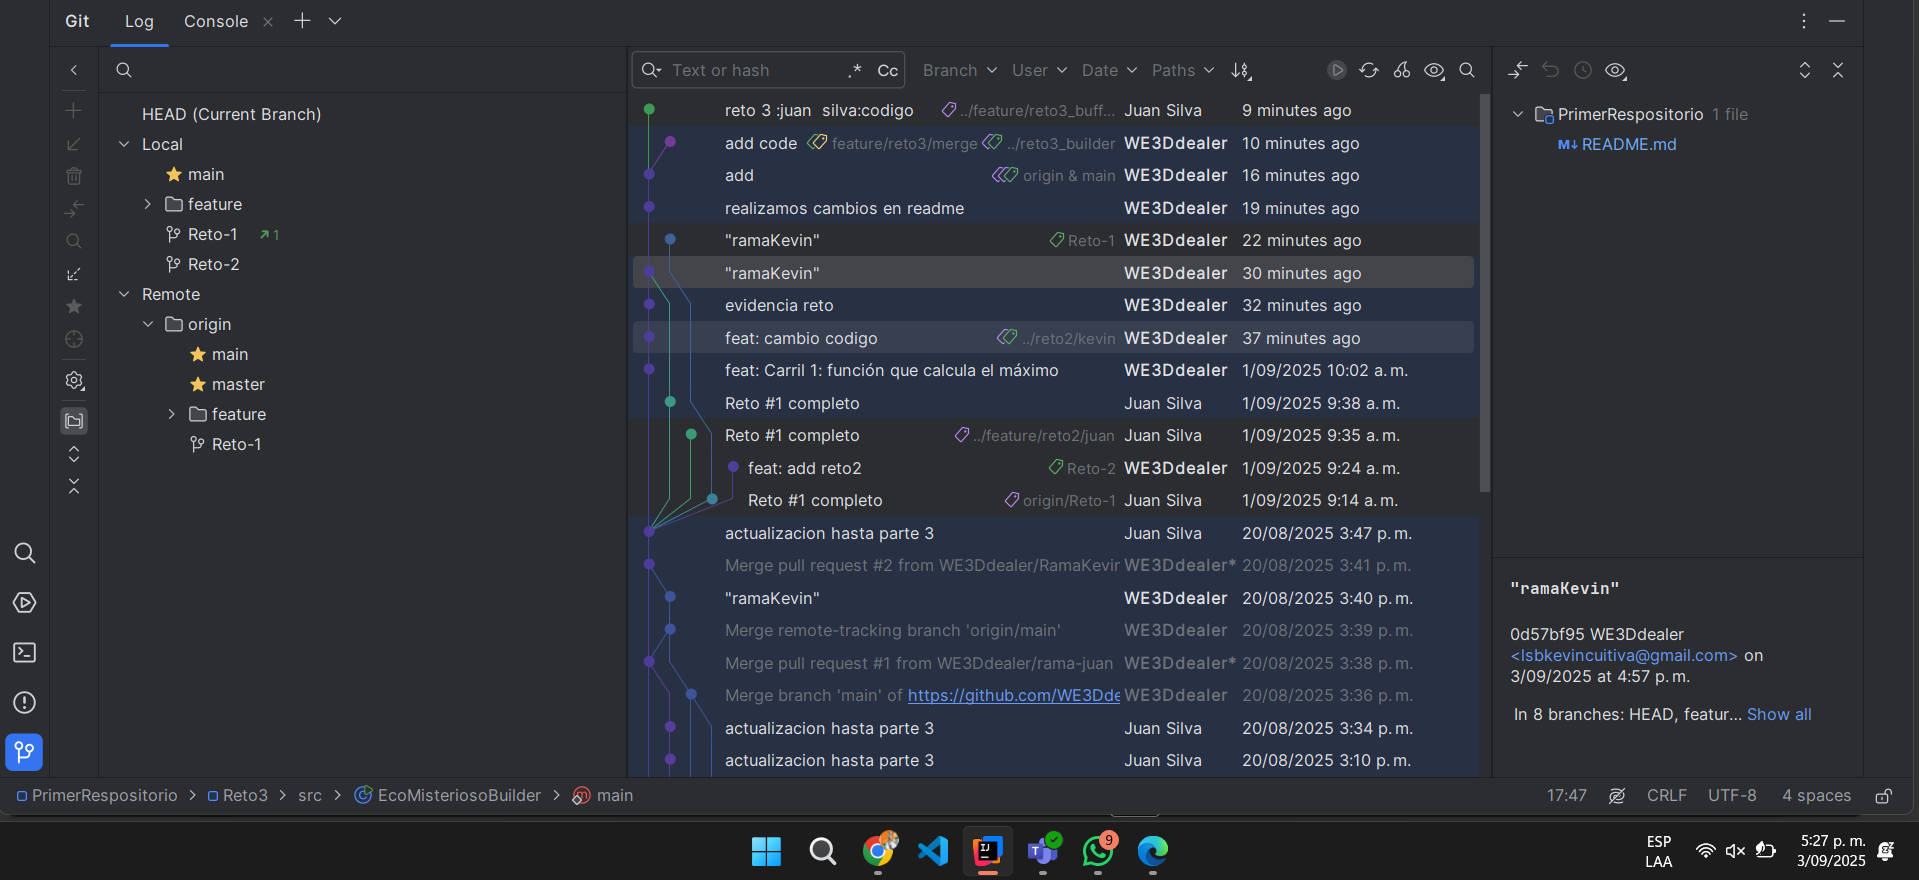 Git Log Console
Text or hash .* Cc Branch User Date Paths
HEAD (Current Branch)
Local
main
feature
Reto-1 1
Reto-2
Remote
origin
main
master
feature
Reto-1
reto 3 :juan silva:codigo ../feature/reto3_buff... Juan Silva 9 minutes ago
add code feature/reto3/merge ../reto3_builder WE3Ddealer 10 minutes ago
add origin & main WE3Ddealer 16 minutes ago
realizamos cambios en readme WE3Ddealer 19 minutes ago
"ramaKevin" Reto-1 WE3Ddealer 22 minutes ago
"ramaKevin" WE3Ddealer 30 minutes ago
evidencia reto WE3Ddealer 32 minutes ago
feat: cambio codigo ../reto2/kevin WE3Ddealer 37 minutes ago
feat: Carril 1: función que calcula el máximo WE3Ddealer 1/09/2025 10:02 a. m.
Reto #1 completo Juan Silva 1/09/2025 9:38 a. m.
Reto #1 completo ../feature/reto2/juan Juan Silva 1/09/2025 9:35 a. m.
feat: add reto2 Reto-2 WE3Ddealer 1/09/2025 9:24 a. m.
Reto #1 completo origin/Reto-1 Juan Silva 1/09/2025 9:14 a. m.
actualizacion hasta parte 3 Juan Silva 20/08/2025 3:47 p. m.
Merge pull request #2 from WE3Ddealer/RamaKevin WE3Ddealer* 20/08/2025 3:41 p. m.
"ramaKevin" WE3Ddealer 20/08/2025 3:40 p. m.
Merge remote-tracking branch 'origin/main' WE3Ddealer 20/08/2025 3:39 p. m.
Merge pull request #1 from WE3Ddealer/rama-juan WE3Ddealer* 20/08/2025 3:38 p. m.
Merge branch 'main' of https://github.com/WE3Dde WE3Ddealer 20/08/2025 3:36 p. m.
actualizacion hasta parte 3 Juan Silva 20/08/2025 3:34 p. m.
actualizacion hasta parte 3 Juan Silva 20/08/2025 3:10 p. m.
PrimerRespositorio 1 file
M↓ README.md
"ramaKevin"
0d57bf95 WE3Ddealer
<lsbkevincuitiva@gmail.com> on
3/09/2025 at 4:57 p. m.
In 8 branches: HEAD, featur... Show all
PrimerRespositorio > Reto3 > src > EcoMisteriosoBuilder > main
17:47 CRLF UTF-8 4 spaces
9
ESP
LAA
5:27 p. m.
3/09/2025